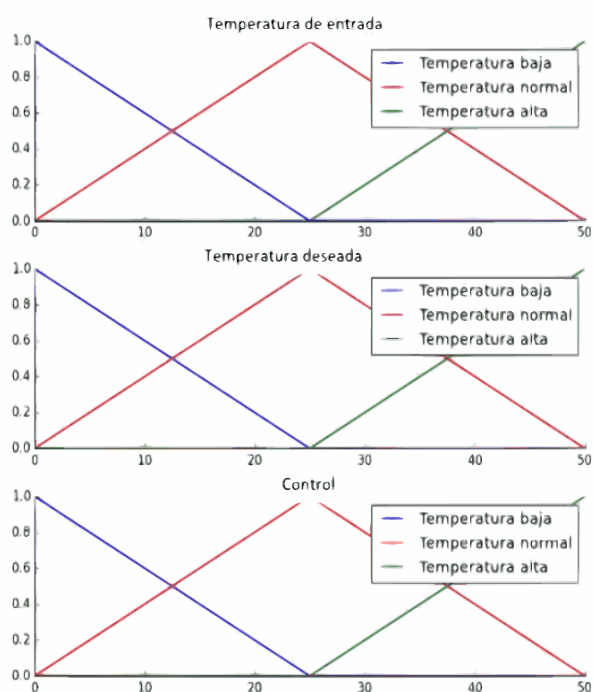 Temperatura de entrada
1.0
0.8
0.6
0.4
0.2
0.0
Temperatura baja
Temperatura normal
Temperatura alta
0 10 20 30 40 50
Temperatura deseada
1.0
0.8
0.6
0.4
0.2
0.0
Temperatura baja
Temperatura normal
Temperatura alta
0 10 20 30 40 50
Control
1.0
0.8
0.6
0.4
0.2
0.0
Temperatura baja
Temperatura normal
Temperatura alta
0 10 20 30 40 50